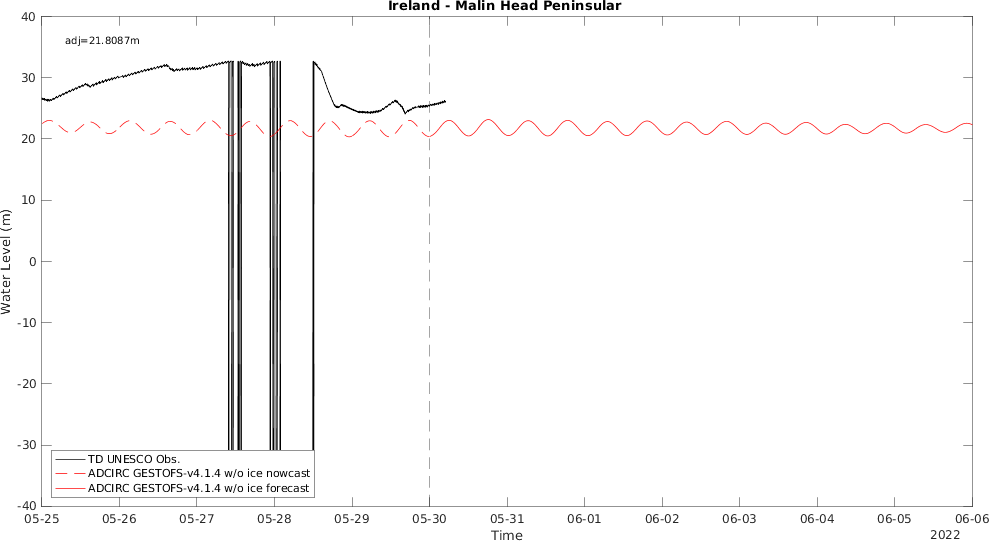 Ireland - Malin Head Peninsular
adj=21.8087m
Water Level (m)
40
30
20
10
0
-10
-20
-30
-40
TD UNESCO Obs.
ADCIRC GESTOFS-v4.1.4 w/o ice nowcast
ADCIRC GESTOFS-v4.1.4 w/o ice forecast
05-25 05-26 05-27 05-28 05-29 05-30 05-31 06-01 06-02 06-03 06-04 06-05 06-06
Time
2022